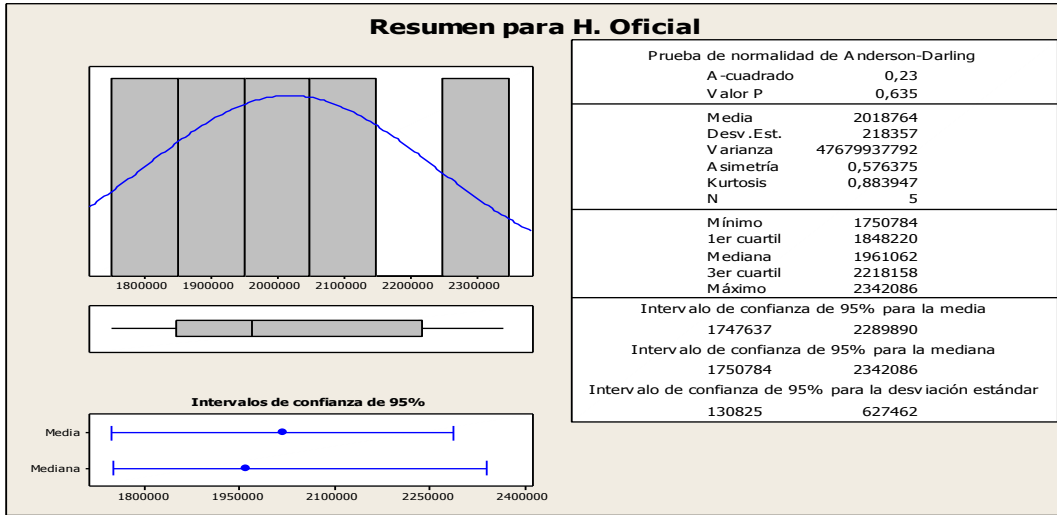 Resumen para H. Oficial
1800000 1900000 2000000 2100000 2200000 2300000
Intervalos de confianza de 95%
Media
Mediana
1800000 1950000 2100000 2250000 2400000
Prueba de normalidad de Anderson-Darling
A-cuadrado 0,23
Valor P 0,635
Media 2018764
Desv.Est. 218357
Varianza 47679937792
Asimetría 0,576375
Kurtosis 0,883947
N 5
Mínimo 1750784
1er cuartil 1848220
Mediana 1961062
3er cuartil 2218158
Máximo 2342086
Intervalo de confianza de 95% para la media
1747637 2289890
Intervalo de confianza de 95% para la mediana
1750784 2342086
Intervalo de confianza de 95% para la desviación estándar
130825 627462